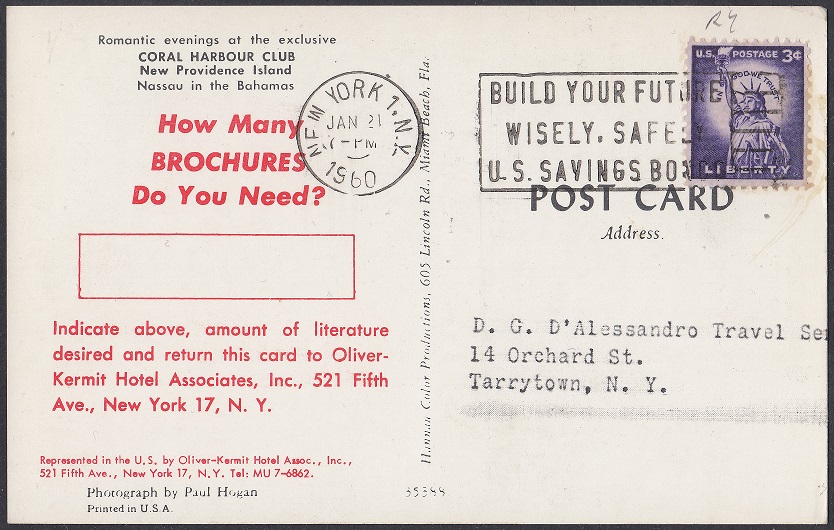 Romantic evenings at the exclusive
CORAL HARBOUR CLUB
New Providence Island
Nassau in the Bahamas
How Many
BROCHURES
Do You Need?
Indicate above, amount of literature
desired and return this card to Oliver-
Kermit Hotel Associates, Inc., 521 Fifth
Ave., New York 17, N. Y.
Represented in the U. S. by Oliver-Kermit Hotel Assoc., Inc.,
521 Fifth Ave., New York 17, N.Y. Tel: MU 7-6862.
Photograph by Paul Hogan
Printed in U.S.A.
NEW YORK 1, N.Y.
JAN 21
7-PM
1960
Hannau Color Productions, 605 Lincoln Rd., Miami Beach, Fla.
35388
BUILD YOUR FUTURE
WISELY, SAFELY
U.S. SAVINGS BONDS
U.S. POSTAGE 3¢
IN GOD WE TRUST
LIBERTY
POST CARD
Address.
D. G. D'Alessandro Travel Ser
14 Orchard St.
Tarrytown, N. Y.